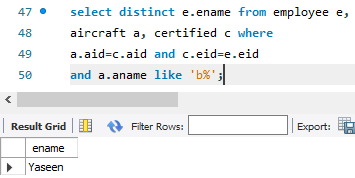 47 select distinct e.ename from employee e,
48 aircraft a, certified c where
49 a.aid=c.aid and c.eid=e.eid
50 and a.aname like 'b%';
Result Grid Filter Rows: Export:
ename
Yaseen